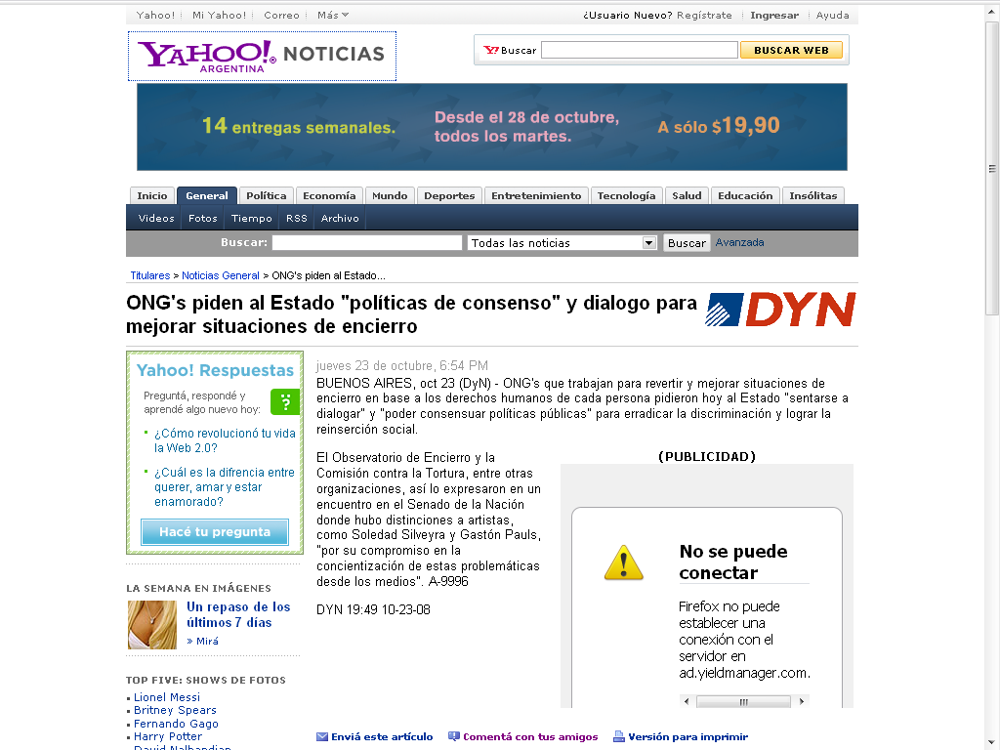 Yahoo! Mi Yahoo! Correo Más ¿Usuario Nuevo? Regístrate Ingresar Ayuda
YAHOO! NOTICIAS
ARGENTINA
Y! Buscar BUSCAR WEB
14 entregas semanales.
Desde el 28 de octubre,
todos los martes.
A sólo $19,90
Inicio General Política Economía Mundo Deportes Entretenimiento Tecnología Salud Educación Insólitas
Videos Fotos Tiempo RSS Archivo
Buscar: Todas las noticias Buscar Avanzada
Titulares > Noticias General > ONG's piden al Estado...
ONG's piden al Estado "políticas de consenso" y dialogo para
mejorar situaciones de encierro
DYN
Yahoo! Respuestas
Preguntá, respondé y
aprendé algo nuevo hoy:
¿Cómo revolucionó tu vida
la Web 2.0?
¿Cuál es la difrencia entre
querer, amar y estar
enamorado?
Hacé tu pregunta
LA SEMANA EN IMÁGENES
Un repaso de los
últimos 7 días
» Mirá
TOP FIVE: SHOWS DE FOTOS
Lionel Messi
Britney Spears
Fernando Gago
Harry Potter
David Nalbandian
jueves 23 de octubre, 6:54 PM
BUENOS AIRES, oct 23 (DyN) - ONG's que trabajan para revertir y mejorar situaciones de
encierro en base a los derechos humanos de cada persona pidieron hoy al Estado "sentarse a
dialogar" y "poder consensuar políticas públicas" para erradicar la discriminación y lograr la
reinserción social.
El Observatorio de Encierro y la
Comisión contra la Tortura, entre otras
organizaciones, así lo expresaron en un
encuentro en el Senado de la Nación
donde hubo distinciones a artistas,
como Soledad Silveyra y Gastón Pauls,
"por su compromiso en la
concientización de estas problemáticas
desde los medios". A-9996
DYN 19:49 10-23-08
(PUBLICIDAD)
No se puede
conectar
Firefox no puede
establecer una
conexión con el
servidor en
ad.yieldmanager.com.
Enviá este artículo Comentá con tus amigos Versión para imprimir